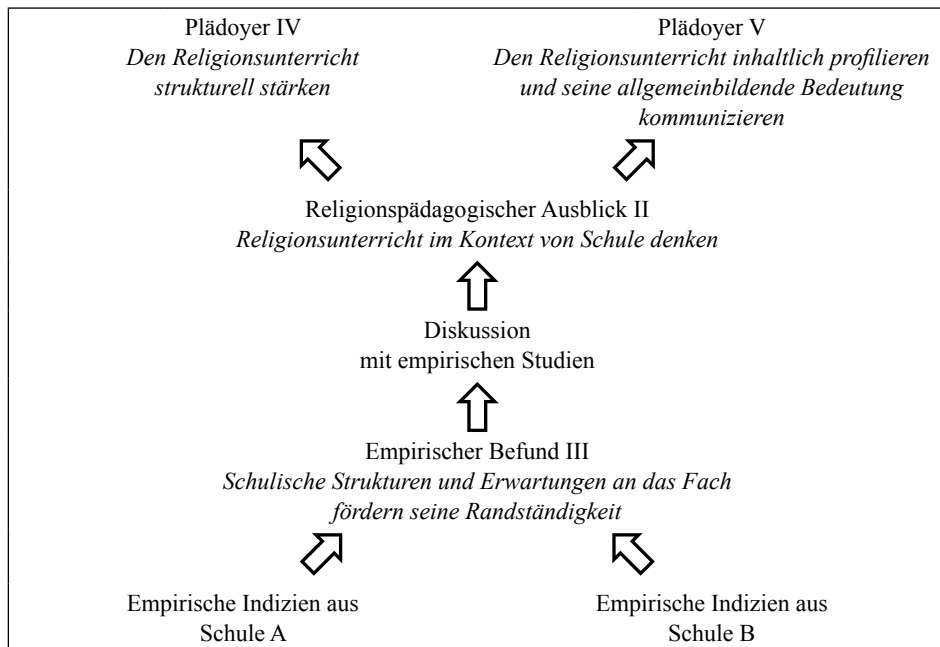 Plädoyer IV
Den Religionsunterricht
strukturell stärken
Plädoyer V
Den Religionsunterricht inhaltlich profilieren
und seine allgemeinbildende Bedeutung
kommunizieren
Religionspädagogischer Ausblick II
Religionsunterricht im Kontext von Schule denken
Diskussion
mit empirischen Studien
Empirischer Befund III
Schulische Strukturen und Erwartungen an das Fach
fördern seine Randständigkeit
Empirische Indizien aus
Schule A
Empirische Indizien aus
Schule B